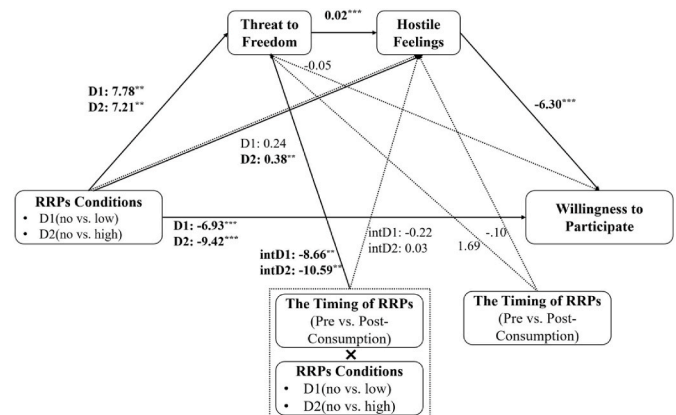 0.02***
Threat to
Freedom
Hostile
Feelings
-0.05
D1: 7.78**
D2: 7.21**
-6.30***
D1: 0.24
D2: 0.38**
RRPs Conditions
• D1(no vs. low)
• D2(no vs. high)
Willingness to
Participate
D1: -6.93***
D2: -9.42***
intD1: -0.22
intD2: 0.03
-.10
1.69
intD1: -8.66**
intD2: -10.59**
The Timing of RRPs
(Pre vs. Post-
Consumption)
×
RRPs Conditions
• D1(no vs. low)
• D2(no vs. high)
The Timing of RRPs
(Pre vs. Post-
Consumption)